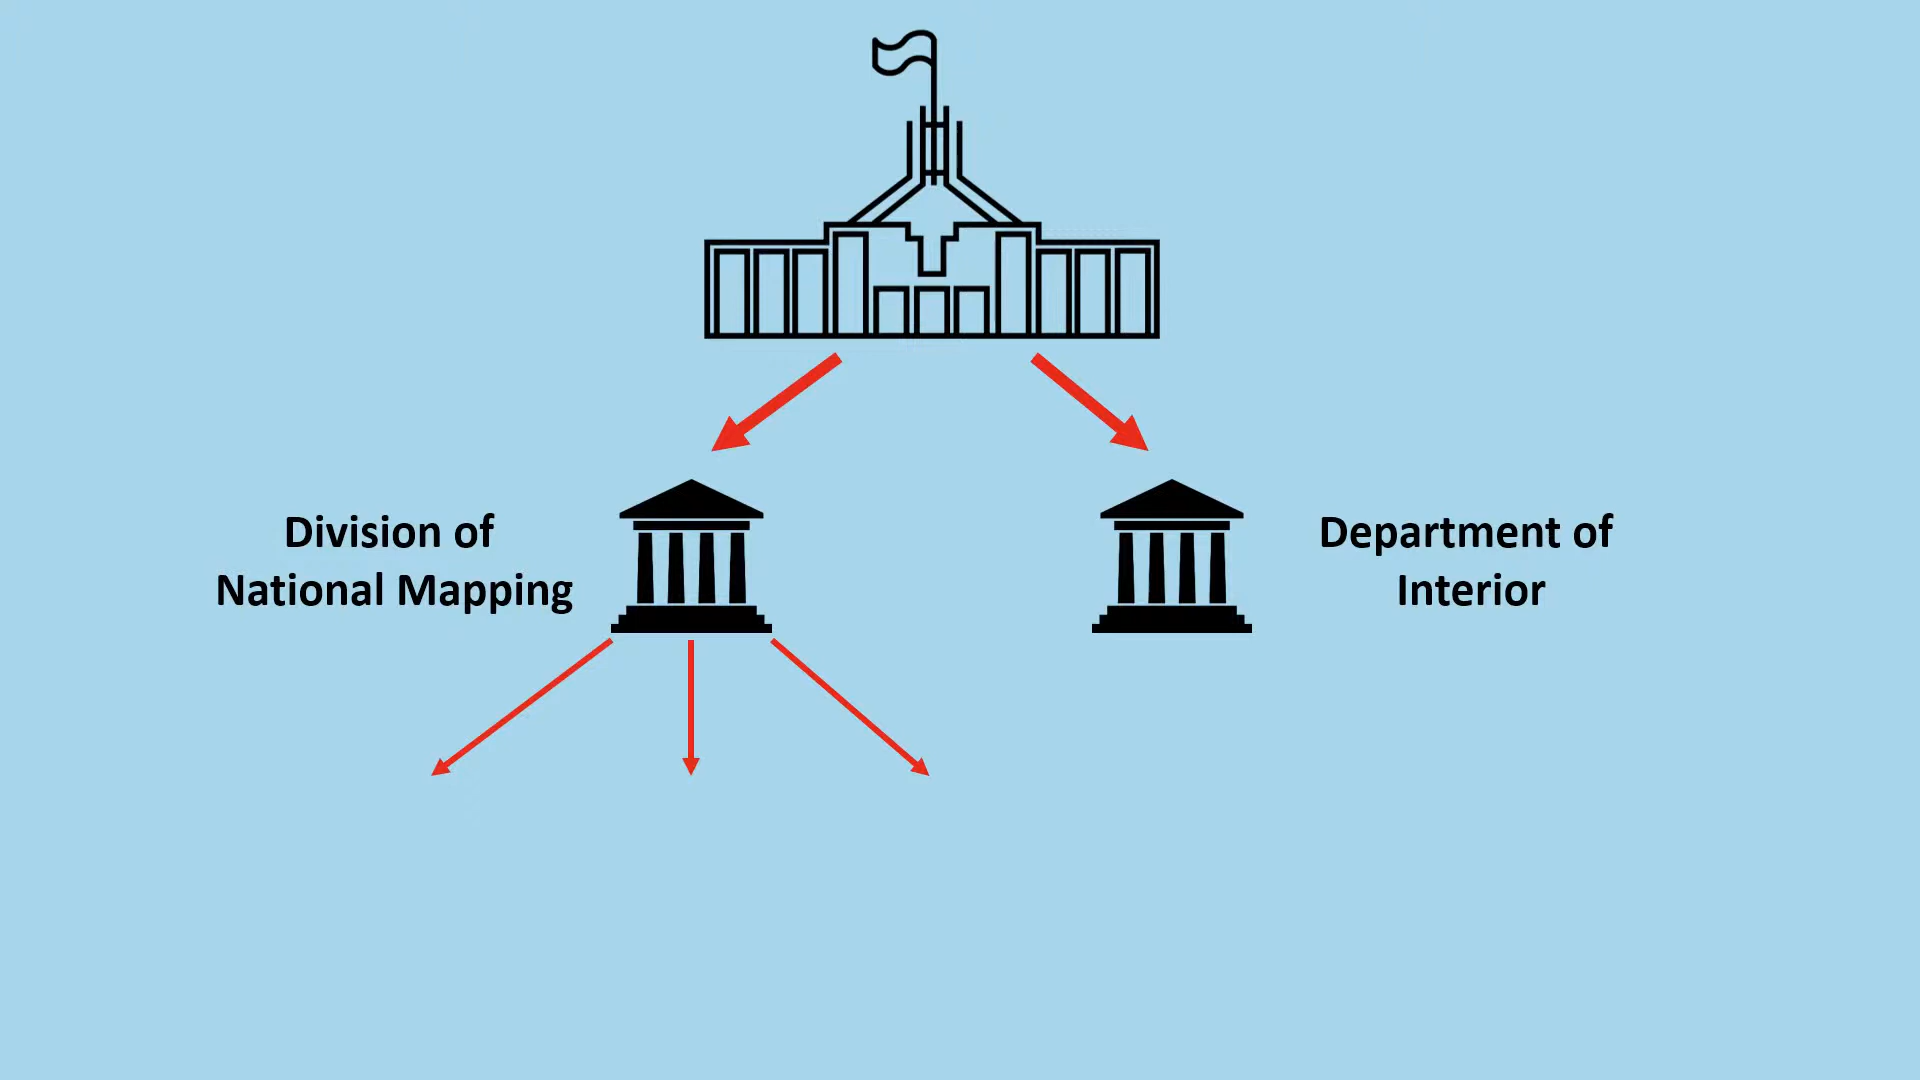 Division of
National Mapping
Department of
Interior